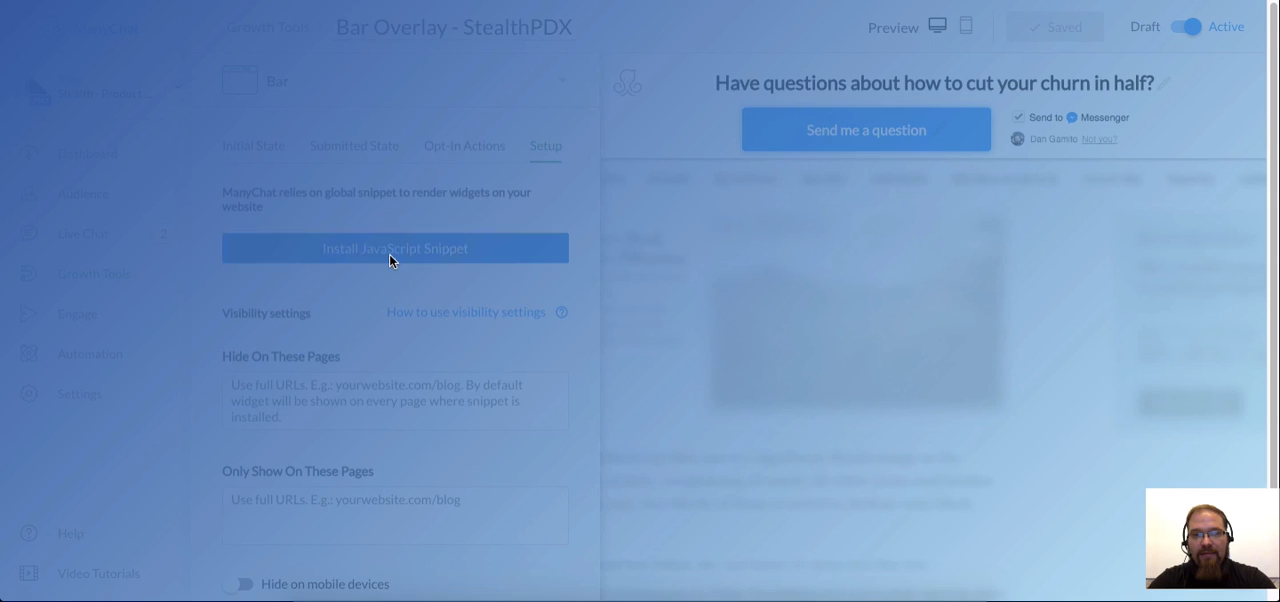 Growth Tools
Bar Overlay - StealthPDX
Preview
Saved
Draft
Active
Stealth - Product ...
Bar
Have questions about how to cut your churn in half?
Send me a question
Send to Messenger
Dan Gamito Not you?
Dashboard
Audience
Live Chat 2
Growth Tools
Engage
Automation
Settings
Help
Video Tutorials
Initial State Submitted State Opt-In Actions Setup
ManyChat relies on global snippet to render widgets on your
website
Install JavaScript Snippet
Visibility settings How to use visibility settings
Hide On These Pages
Use full URLs. E.g.: yourwebsite.com/blog. By default
widget will be shown on every page where snippet is
installed.
Only Show On These Pages
Use full URLs. E.g.: yourwebsite.com/blog
Hide on mobile devices